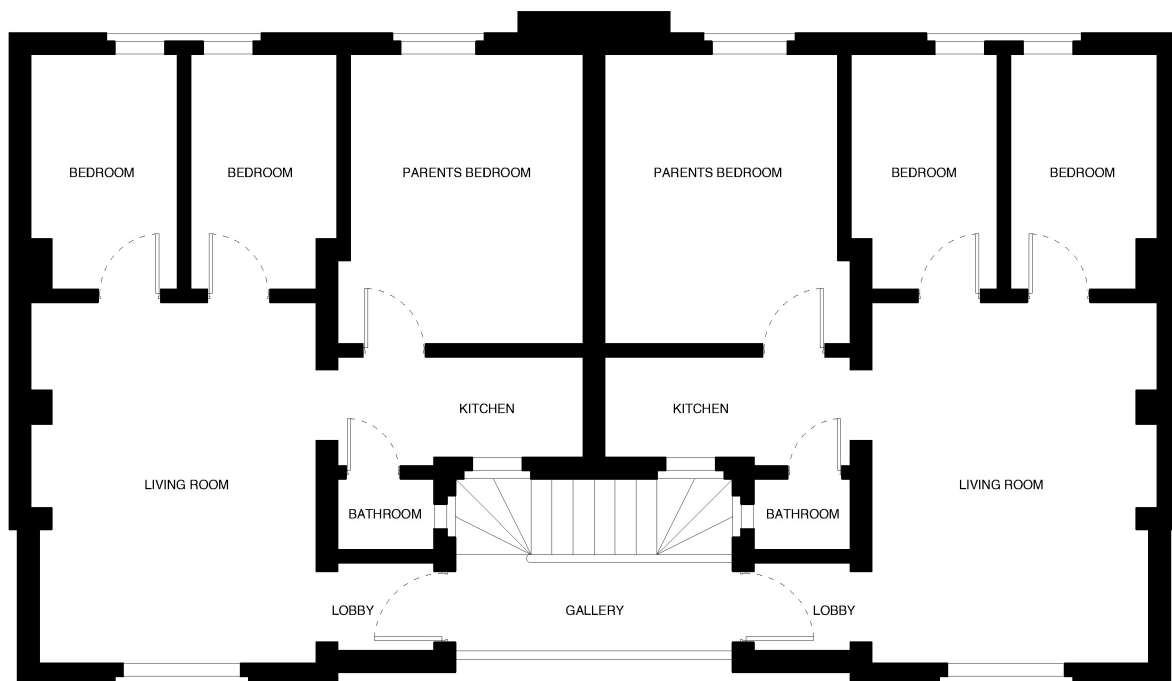 BEDROOM
BEDROOM
PARENTS BEDROOM
PARENTS BEDROOM
BEDROOM
BEDROOM
KITCHEN
KITCHEN
LIVING ROOM
LIVING ROOM
BATHROOM
BATHROOM
LOBBY
GALLERY
LOBBY